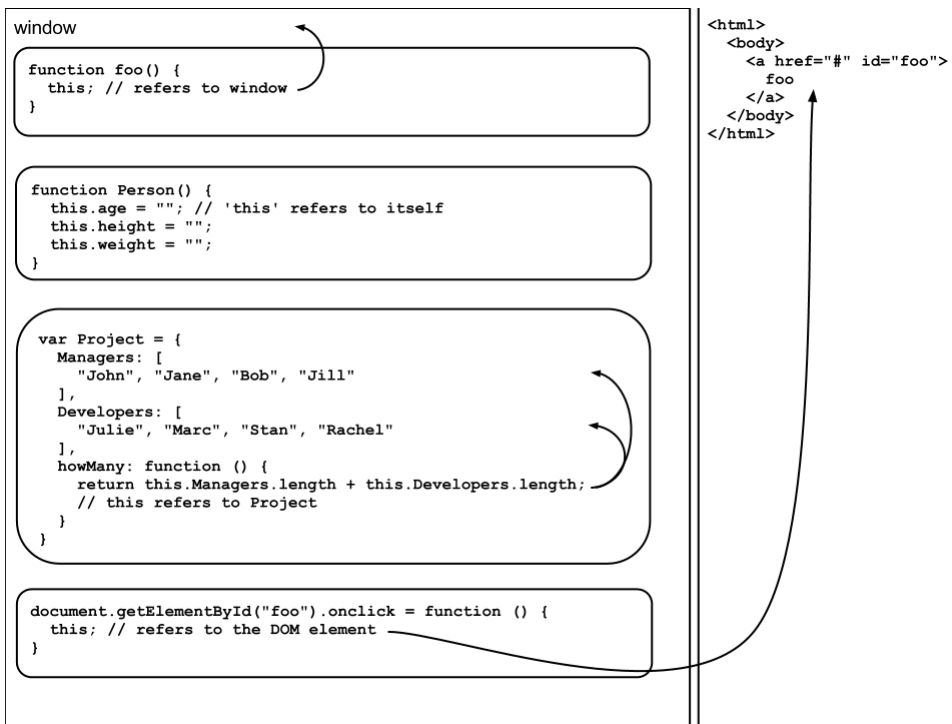 window
function foo() {
  this; // refers to window
}
function Person() {
  this.age = ""; // 'this' refers to itself
  this.height = "";
  this.weight = "";
}
var Project = {
  Managers: [
    "John", "Jane", "Bob", "Jill"
  ],
  Developers: [
    "Julie", "Marc", "Stan", "Rachel"
  ],
  howMany: function () {
    return this.Managers.length + this.Developers.length;
    // this refers to Project
  }
}
document.getElementById("foo").onclick = function () {
  this; // refers to the DOM element
}
<html>
  <body>
    <a href="#" id="foo">
      foo
    </a>
  </body>
</html>